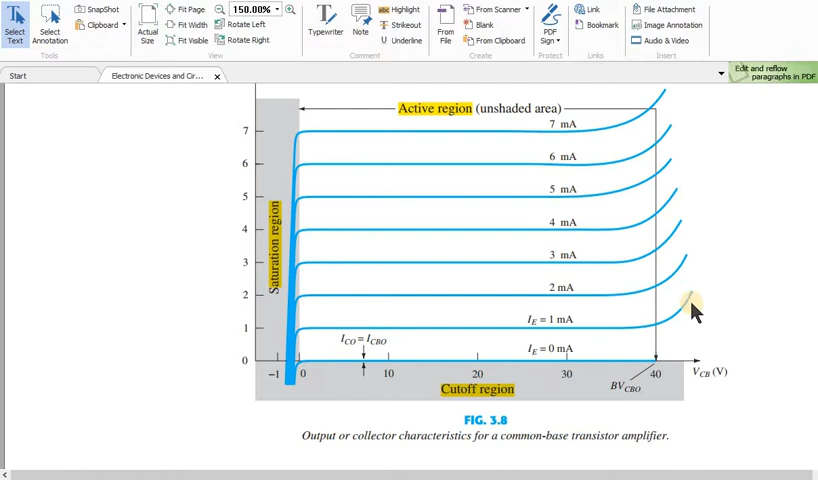 Select
Text
Select
Annotation
SnapShot
Clipboard
Tools
Actual
Size
Fit Page
Fit Width
Fit Visible
150.00%
Rotate Left
Rotate Right
View
Typewriter
Note
Highlight
Strikeout
Underline
Comment
From
File
From Scanner
Blank
From Clipboard
Create
PDF
Sign
Protect
Link
Bookmark
Links
File Attachment
Image Annotation
Audio & Video
Insert
Start
Electronic Devices and Cir...
Edit and reflow
paragraphs in PDF
Active region (unshaded area)
7 mA
7
6 mA
6
5 mA
5
4 mA
4
3 mA
3
2 mA
2
IE = 1 mA
1
ICO = ICBO
IE = 0 mA
0
Saturation region
−1 0 10 20 30 40 VCB (V)
BVCBO
Cutoff region
FIG. 3.8
Output or collector characteristics for a common-base transistor amplifier.